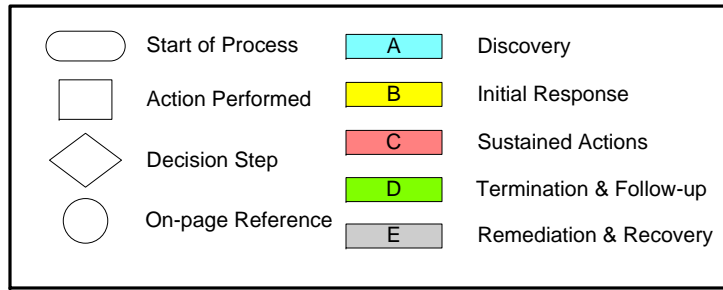 Start of Process
A Discovery
Action Performed
B Initial Response
Decision Step
C Sustained Actions
D Termination & Follow-up
On-page Reference
E Remediation & Recovery